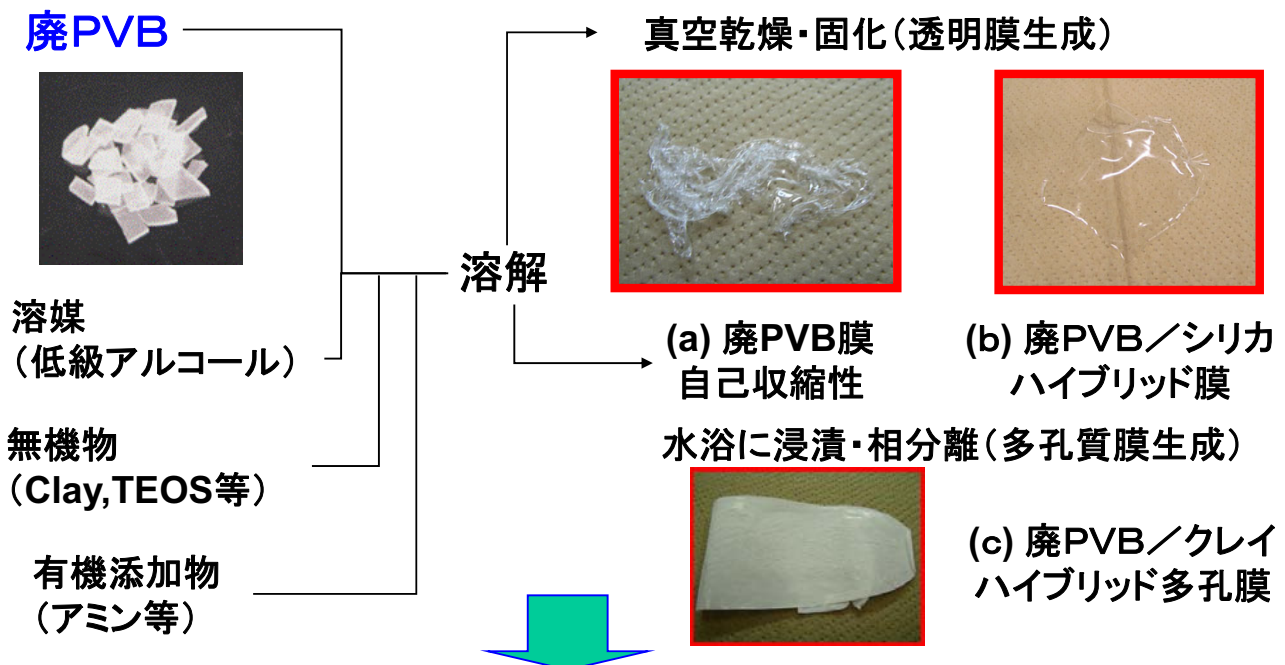 廃PVB
溶媒
（低級アルコール）
無機物
（Clay,TEOS等）
有機添加物
（アミン等）
溶解
真空乾燥・固化（透明膜生成）
(a) 廃PVB膜
自己収縮性
(b) 廃PVB／シリカ
ハイブリッド膜
水浴に浸漬・相分離（多孔質膜生成）
(c) 廃PVB／クレイ
ハイブリッド多孔膜